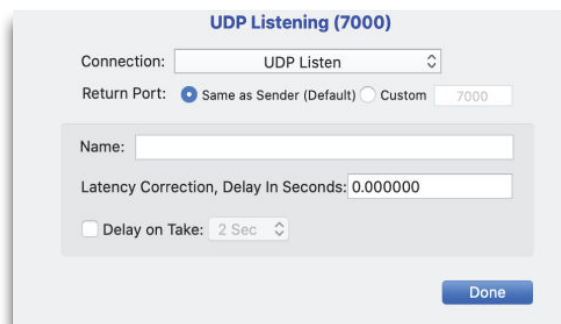 UDP Listening (7000)
Connection: UDP Listen
Return Port: Same as Sender (Default) Custom 7000
Name:
Latency Correction, Delay In Seconds: 0.000000
Delay on Take: 2 Sec
Done